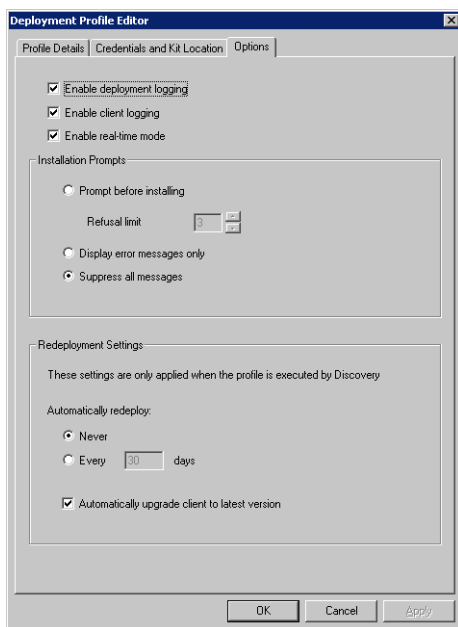 Deployment Profile Editor
Profile Details
Credentials and Kit Location
Options
Enable deployment logging
Enable client logging
Enable real-time mode
Installation Prompts
Prompt before installing
Refusal limit 3
Display error messages only
Suppress all messages
Redeployment Settings
These settings are only applied when the profile is executed by Discovery
Automatically redeploy:
Never
Every 30 days
Automatically upgrade client to latest version
OK Cancel Apply